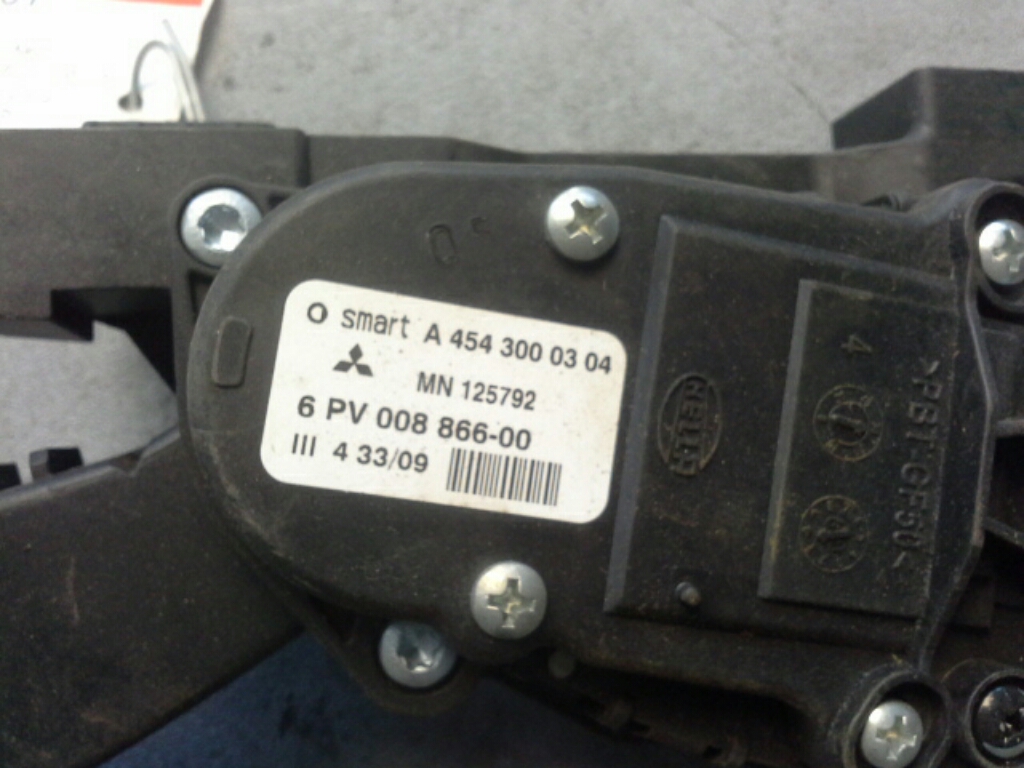 O smart A 454 300 03 04
MN 125792
6 PV 008 866-00
III 4 33/09
Hella
4
>PBT-GF50<